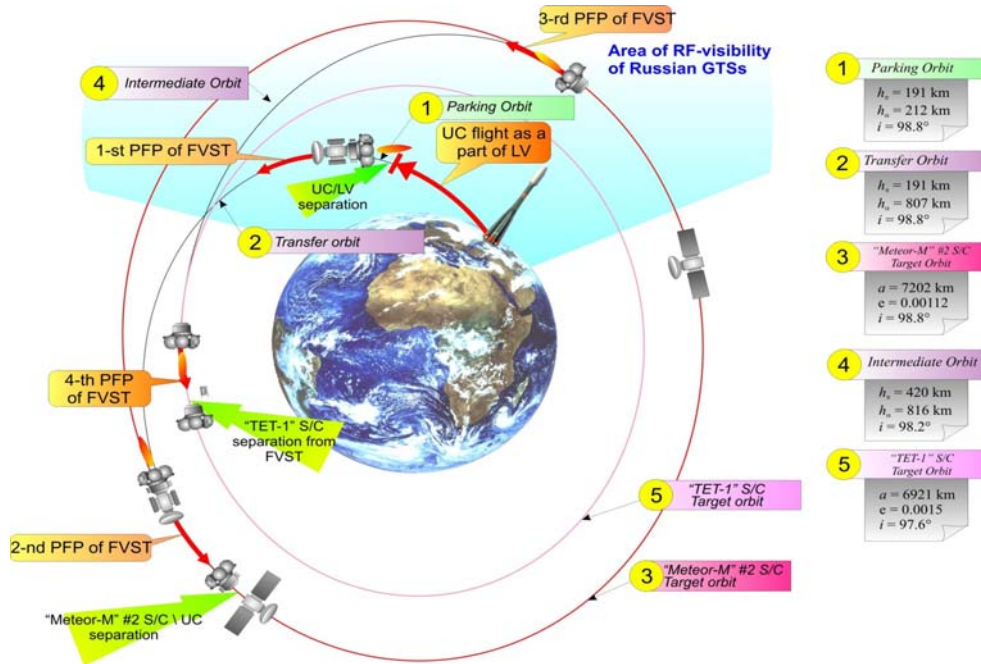 3-rd PFP of FVST
Area of RF-visibility
of Russian GTSs
4
Intermediate Orbit
1
Parking Orbit
1-st PFP of FVST
UC flight as a
part of LV
UC/LV
separation
2
Transfer orbit
4-th PFP
of FVST
"TET-1" S/C
separation from
FVST
5
"TET-1" S/C
Target orbit
2-nd PFP of FVST
3
"Meteor-M" #2 S/C
Target orbit
"Meteor-M" #2 S/C \ UC
separation
1
Parking Orbit
hπ = 191 km
hα = 212 km
i = 98.8°
2
Transfer Orbit
hπ = 191 km
hα = 807 km
i = 98.8°
3
"Meteor-M" #2 S/C
Target Orbit
a = 7202 km
e = 0.00112
i = 98.8°
4
Intermediate Orbit
hπ = 420 km
hα = 816 km
i = 98.2°
5
"TET-1" S/C
Target Orbit
a = 6921 km
e = 0.0015
i = 97.6°